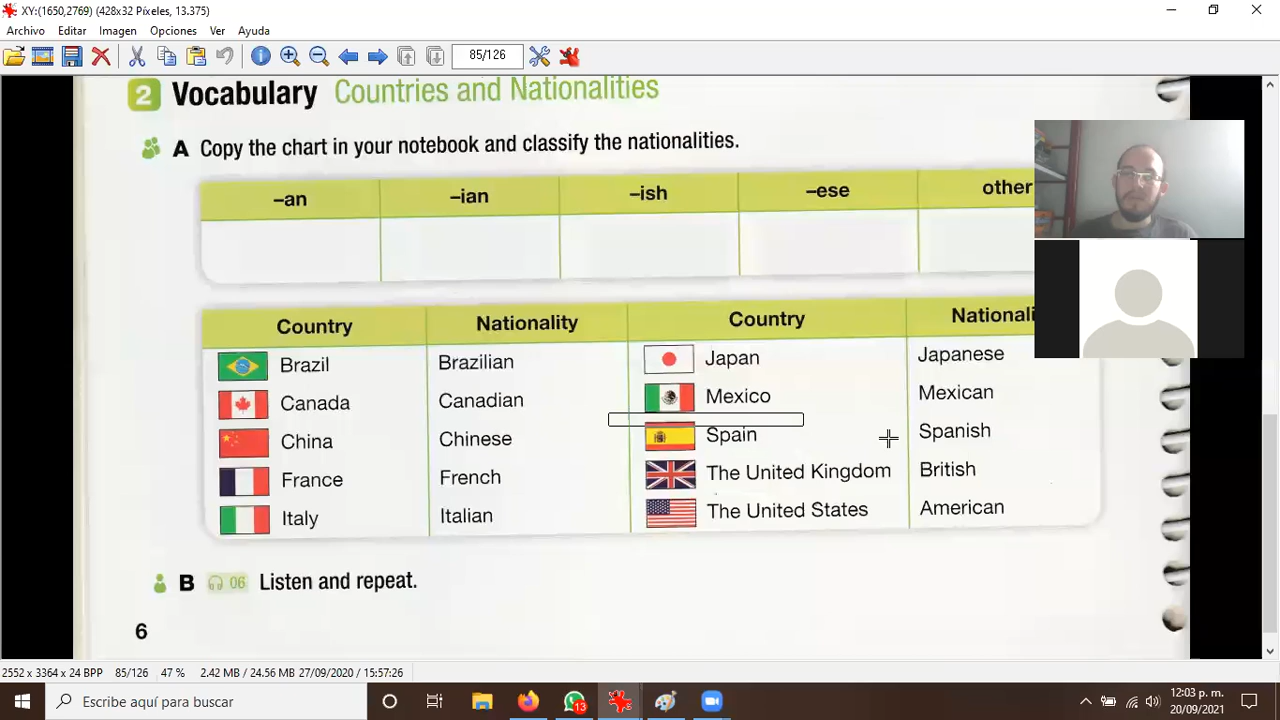 XY:(1650,2769) (428x32 Píxeles, 13.375)
Archivo Editar Imagen Opciones Ver Ayuda
85/126
2 Vocabulary Countries and Nationalities
A Copy the chart in your notebook and classify the nationalities.
–an –ian –ish –ese other
Country Nationality Country Nationali
Brazil Brazilian Japan Japanese
Canada Canadian Mexico Mexican
China Chinese Spain Spanish
France French The United Kingdom British
Italy Italian The United States American
B 06 Listen and repeat.
6
2552 x 3364 x 24 BPP 85/126 47 % 2.42 MB / 24.56 MB 27/09/2020 / 15:57:26
Escribe aquí para buscar
13
12:03 p. m.
20/09/2021